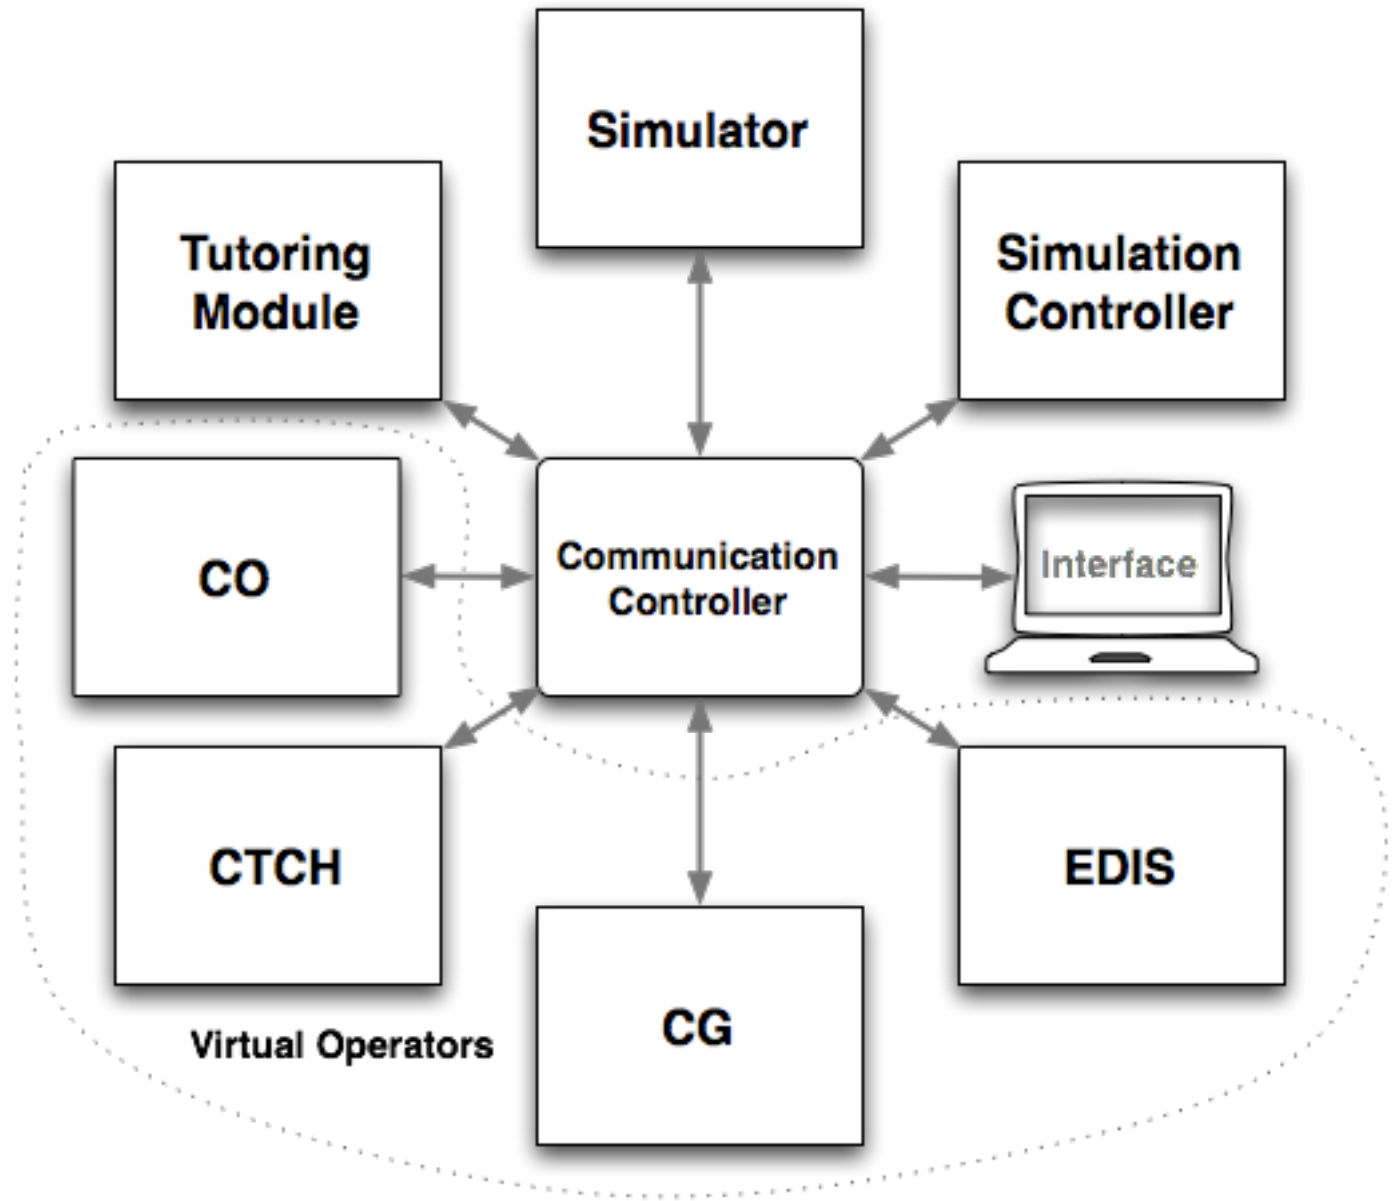 Simulator
Tutoring
Module
Simulation
Controller
CO
Communication
Controller
Interface
CTCH
EDIS
CG
Virtual Operators